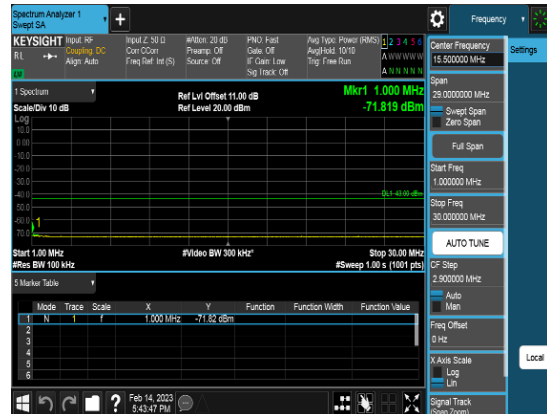 Spectrum Analyzer 1
Swept SA
+
Frequency
KEYSIGHT
Input: RF
Coupling: DC
Align: Auto
Input Z: 50 Ω
Corr CCorr
Freq Ref: Int (S)
#Atten: 20 dB
Preamp: Off
Source: Off
PNO: Fast
Gate: Off
IF Gain: Low
Sig Track: Off
Avg Type: Power (RMS)
Avg|Hold: 10/10
Trig: Free Run
1 2 3 4 5 6
A W W W W W
A N N N N N
RL
LXI
1 Spectrum
Scale/Div 10 dB
Ref Lvl Offset 11.00 dB
Ref Level 20.00 dBm
Mkr1 1.000 MHz
-71.819 dBm
Log
10.0
0.00
-10.0
-20.0
-30.0
-40.0
-50.0
-60.0
-70.0
DL1 -43.00 dBm
1
Start 1.00 MHz
#Res BW 100 kHz
#Video BW 300 kHz*
Stop 30.00 MHz
#Sweep 1.00 s (1001 pts)
5 Marker Table
Mode Trace Scale X Y Function Function Width Function Value
1 N 1 f 1.000 MHz -71.82 dBm
2
3
4
5
6
Feb 14, 2023
5:43:47 PM
?
Center Frequency
15.500000 MHz
Settings
Span
29.0000000 MHz
Swept Span
Zero Span
Full Span
Start Freq
1.000000 MHz
Stop Freq
30.000000 MHz
AUTO TUNE
CF Step
2.900000 MHz
Auto
Man
Freq Offset
0 Hz
X Axis Scale
Log
Lin
Local
Signal Track
(Span Zoom)